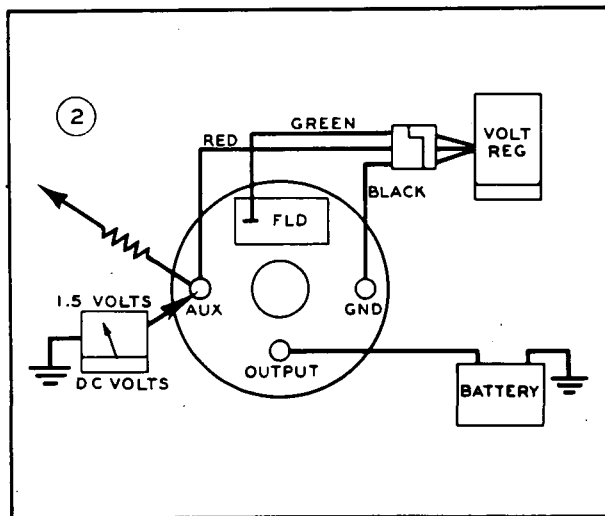 2
GREEN
RED
VOLT
REG
BLACK
FLD
1.5 VOLTS
AUX
GND
DC VOLTS
OUTPUT
BATTERY